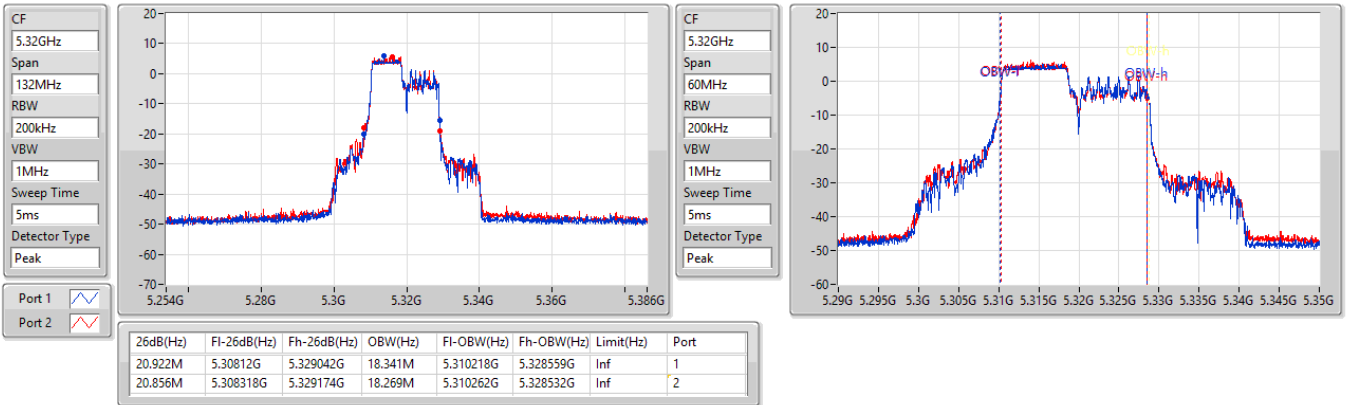 CF
5.32GHz
Span
132MHz
RBW
200kHz
VBW
1MHz
Sweep Time
5ms
Detector Type
Peak
Port 1
Port 2
20
10
0
-10
-20
-30
-40
-50
-60
-70
5.254G 5.28G 5.3G 5.32G 5.34G 5.36G 5.386G
CF
5.32GHz
Span
60MHz
RBW
200kHz
VBW
1MHz
Sweep Time
5ms
Detector Type
Peak
20
10
0
-10
-20
-30
-40
-50
-60
OBW-l
OBW-h
5.29G 5.295G 5.3G 5.305G 5.31G 5.315G 5.32G 5.325G 5.33G 5.335G 5.34G 5.345G 5.35G
26dB(Hz) Fl-26dB(Hz) Fh-26dB(Hz) OBW(Hz) Fl-OBW(Hz) Fh-OBW(Hz) Limit(Hz) Port
20.922M 5.30812G 5.329042G 18.341M 5.310218G 5.328559G Inf 1
20.856M 5.308318G 5.329174G 18.269M 5.310262G 5.328532G Inf 2